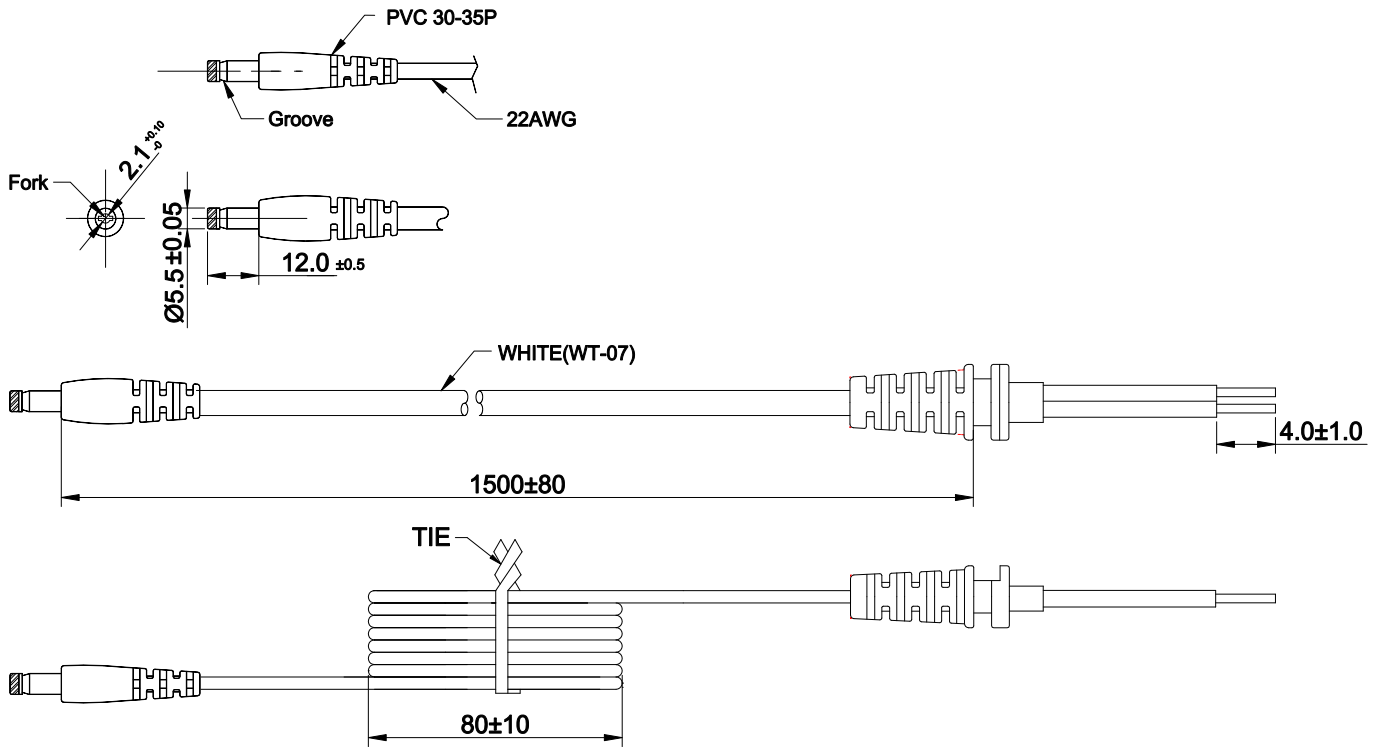 PVC 30-35P
Groove
22AWG
2.1 +0.10 -0
Fork
Ø5.5±0.05
12.0 ±0.5
WHITE(WT-07)
4.0±1.0
1500±80
TIE
80±10